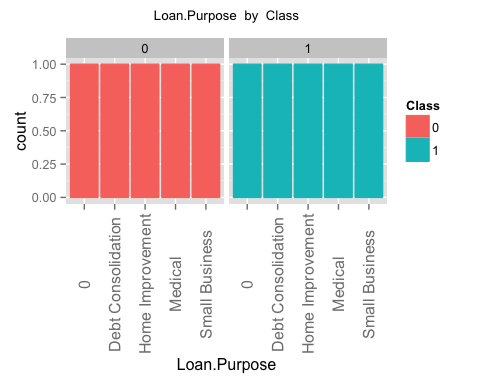 Loan.Purpose by Class
0 1
1.00
0.75
0.50
0.25
0.00
count
0
Debt Consolidation
Home Improvement
Medical
Small Business
0
Debt Consolidation
Home Improvement
Medical
Small Business
Loan.Purpose
Class
0
1